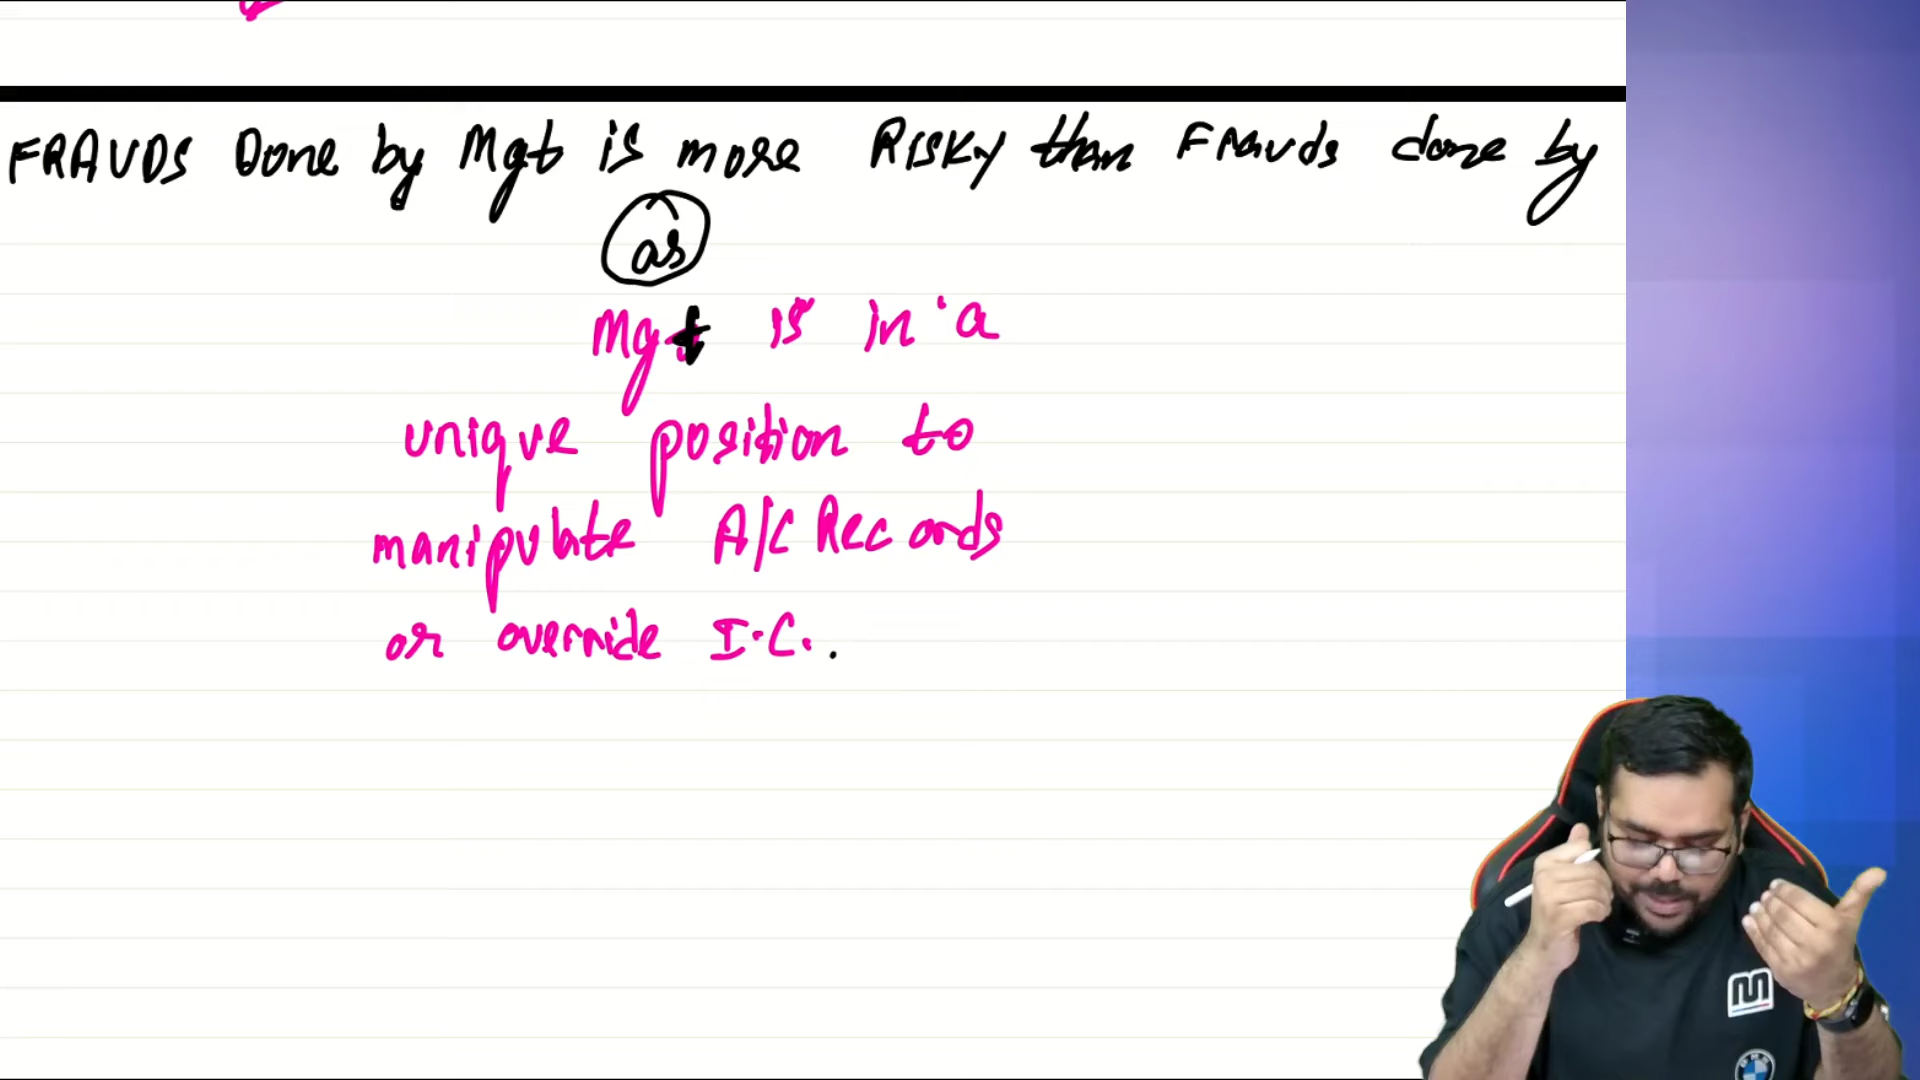 FRAUDS Done by Mgt is more Risky than Frauds done by
as
Mgt is in a
unique position to
manipulate A/C Records
or override I.C..